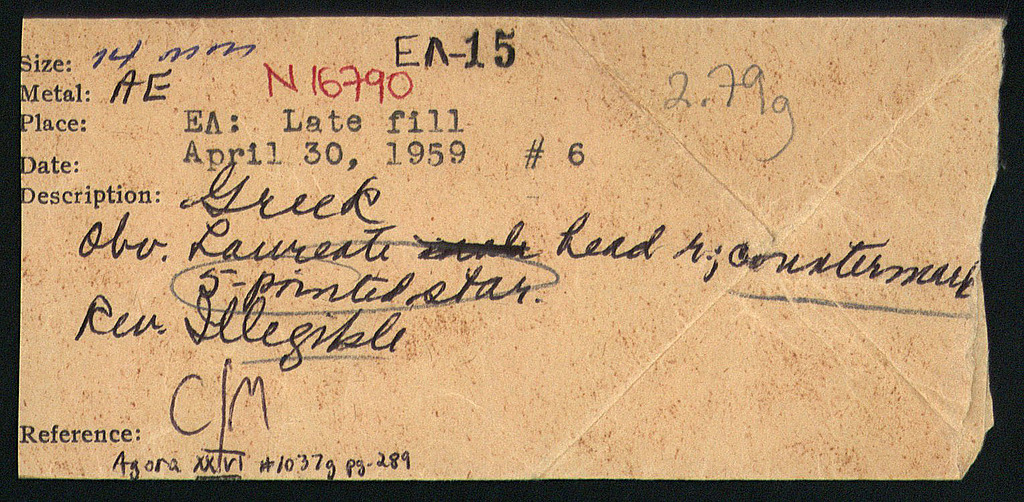 Size: 14 mm EΛ-15
Metal: AE N 16790 2.79g
Place: EΛ: Late fill
Date: April 30, 1959 # 6
Description: Greek
Obv. Laureate head r.; countermark
5-pointed star.
Rev. Illegible
C/M
Reference:
Agora XXVI #1037g pg-289